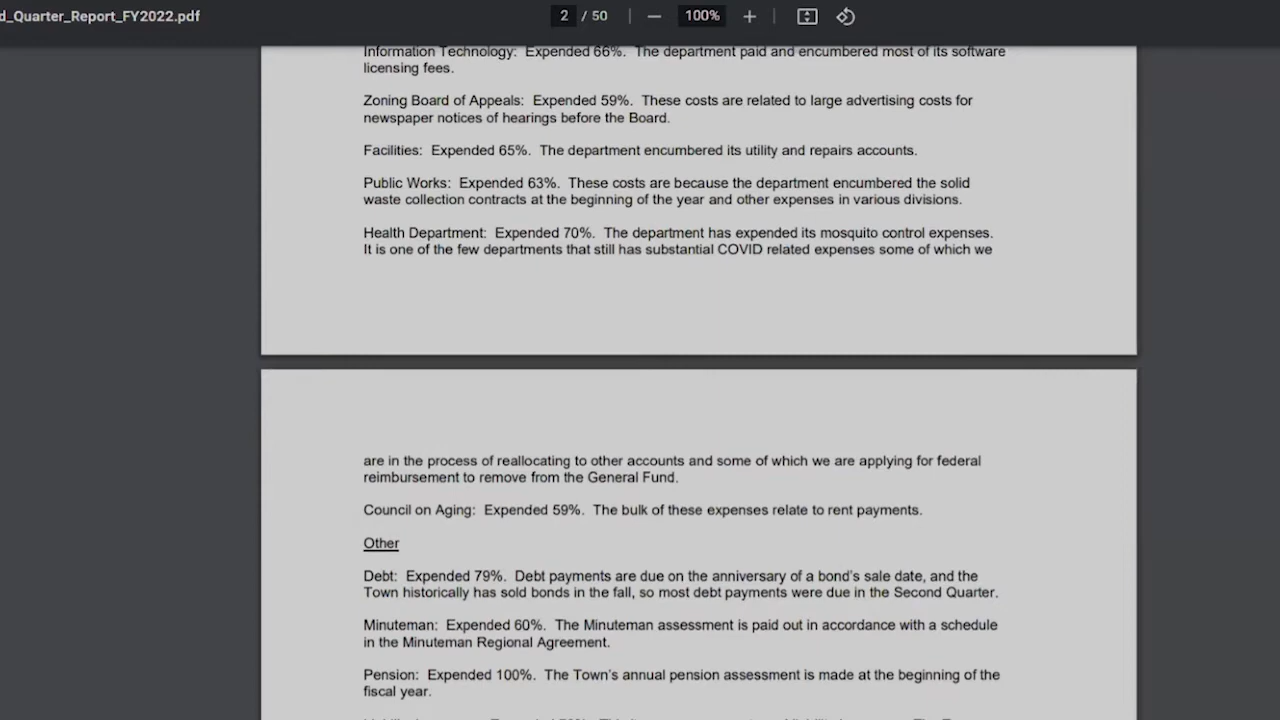 d_Quarter_Report_FY2022.pdf
2 / 50
100%
Information Technology: Expended 66%. The department paid and encumbered most of its software
licensing fees.
Zoning Board of Appeals: Expended 59%. These costs are related to large advertising costs for
newspaper notices of hearings before the Board.
Facilities: Expended 65%. The department encumbered its utility and repairs accounts.
Public Works: Expended 63%. These costs are because the department encumbered the solid
waste collection contracts at the beginning of the year and other expenses in various divisions.
Health Department: Expended 70%. The department has expended its mosquito control expenses.
It is one of the few departments that still has substantial COVID related expenses some of which we
are in the process of reallocating to other accounts and some of which we are applying for federal
reimbursement to remove from the General Fund.
Council on Aging: Expended 59%. The bulk of these expenses relate to rent payments.
Other
Debt: Expended 79%. Debt payments are due on the anniversary of a bond's sale date, and the
Town historically has sold bonds in the fall, so most debt payments were due in the Second Quarter.
Minuteman: Expended 60%. The Minuteman assessment is paid out in accordance with a schedule
in the Minuteman Regional Agreement.
Pension: Expended 100%. The Town's annual pension assessment is made at the beginning of the
fiscal year.